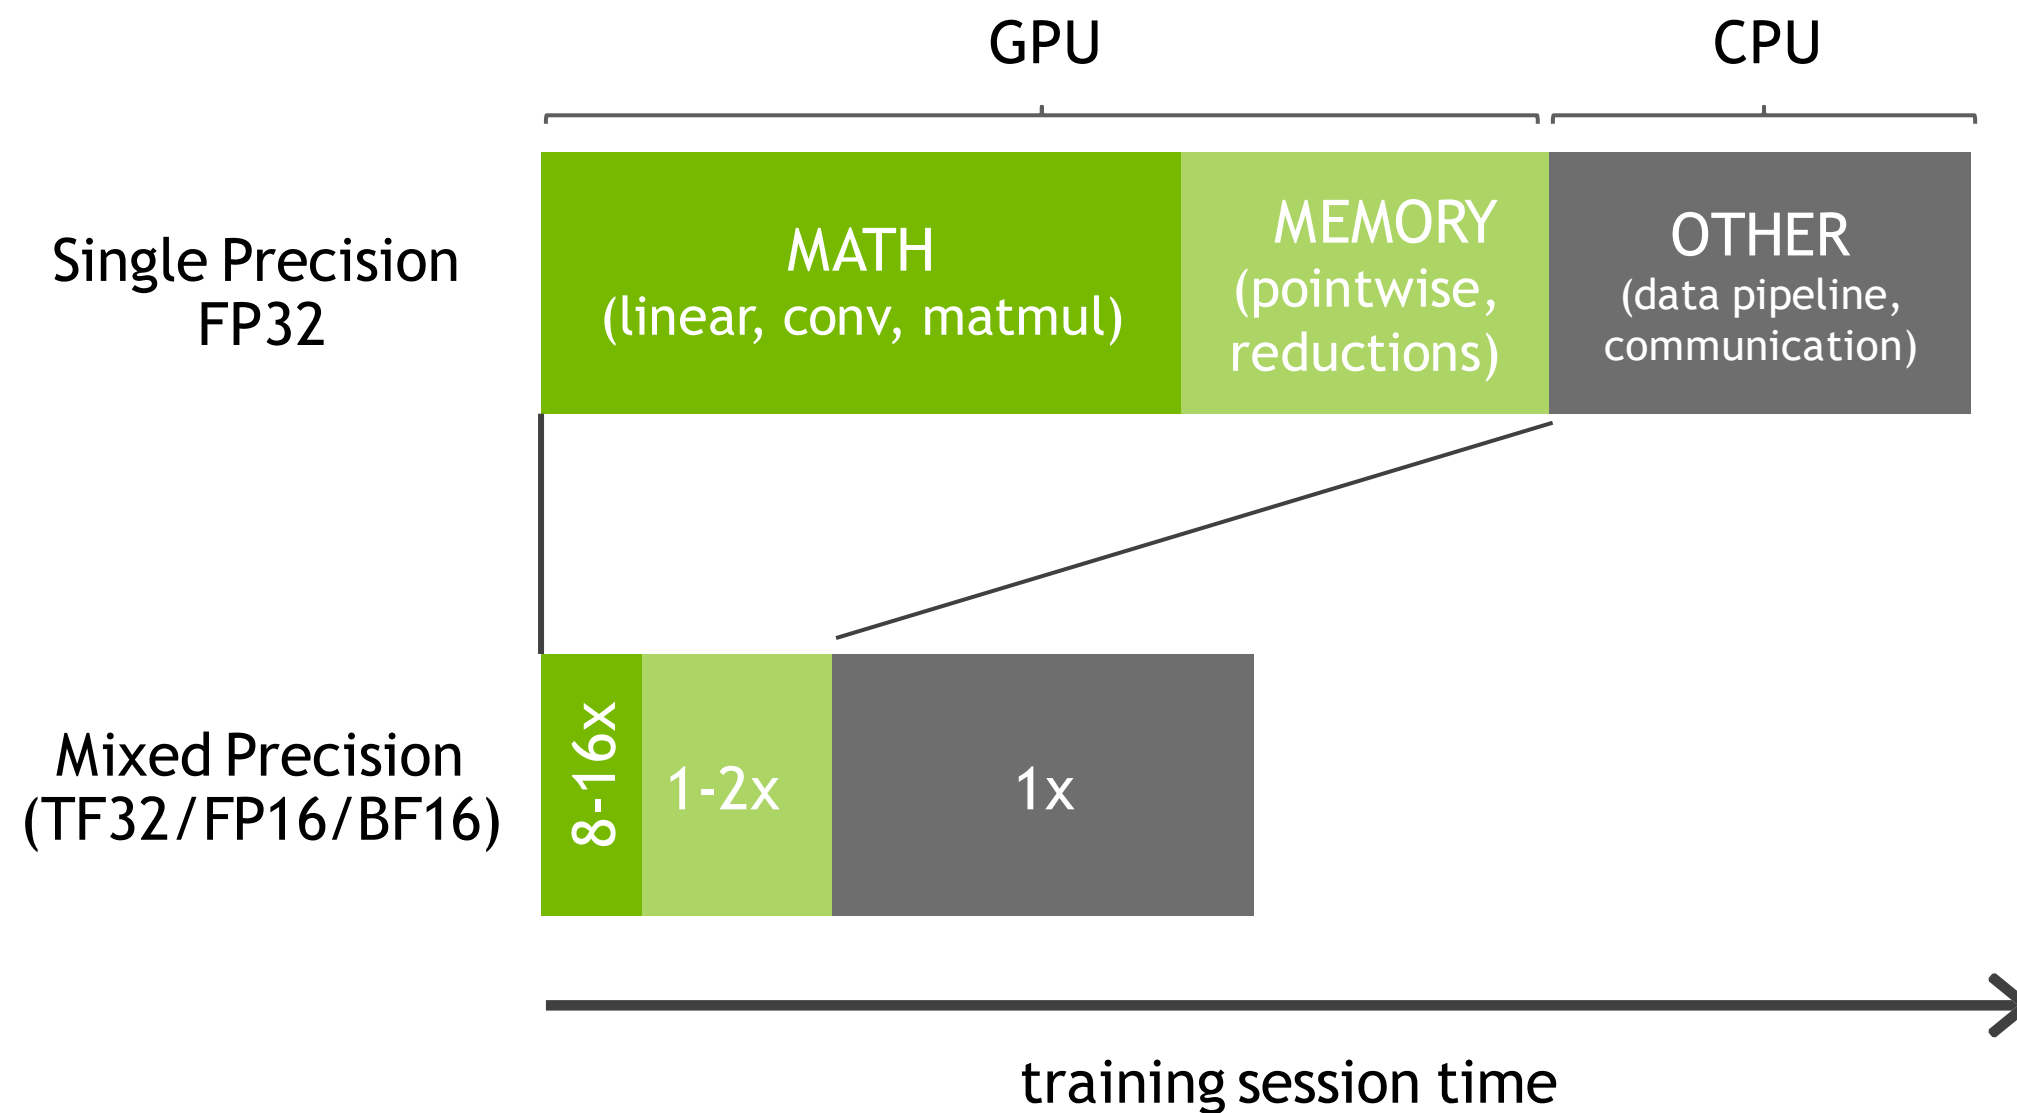 GPU
CPU
Single Precision
FP32
MATH
(linear, conv, matmul)
MEMORY
(pointwise,
reductions)
OTHER
(data pipeline,
communication)
Mixed Precision
(TF32/FP16/BF16)
8-16x
1-2x
1x
training session time